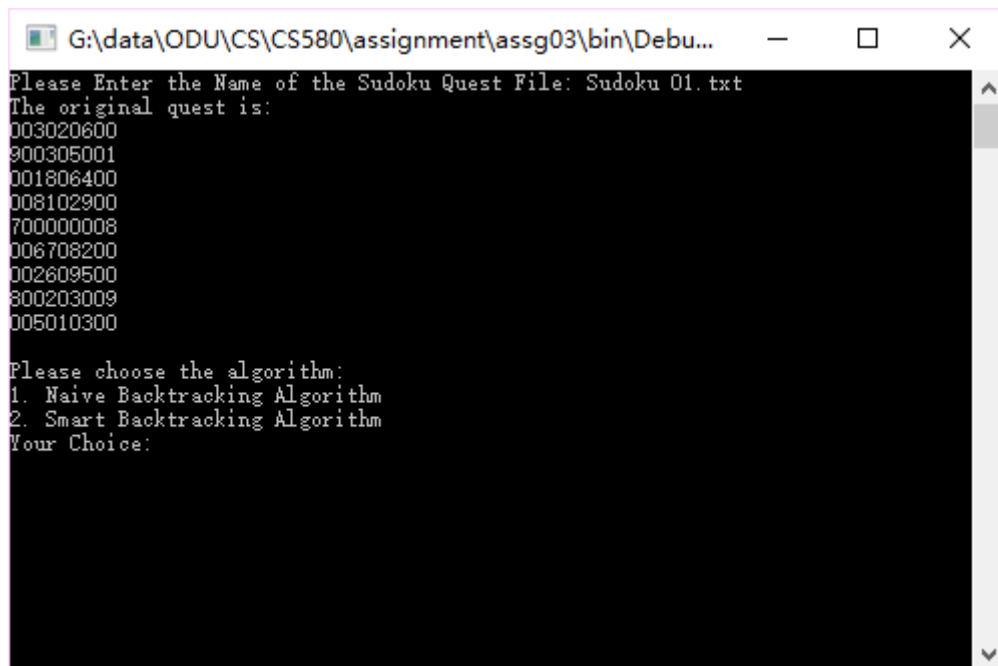 G:\data\ODU\CS\CS580\assignment\assg03\bin\Debu...
Please Enter the Name of the Sudoku Quest File: Sudoku 01.txt
The original quest is:
003020600
900305001
001806400
008102900
700000008
006708200
002609500
800203009
005010300
Please choose the algorithm:
1. Naive Backtracking Algorithm
2. Smart Backtracking Algorithm
Your Choice: